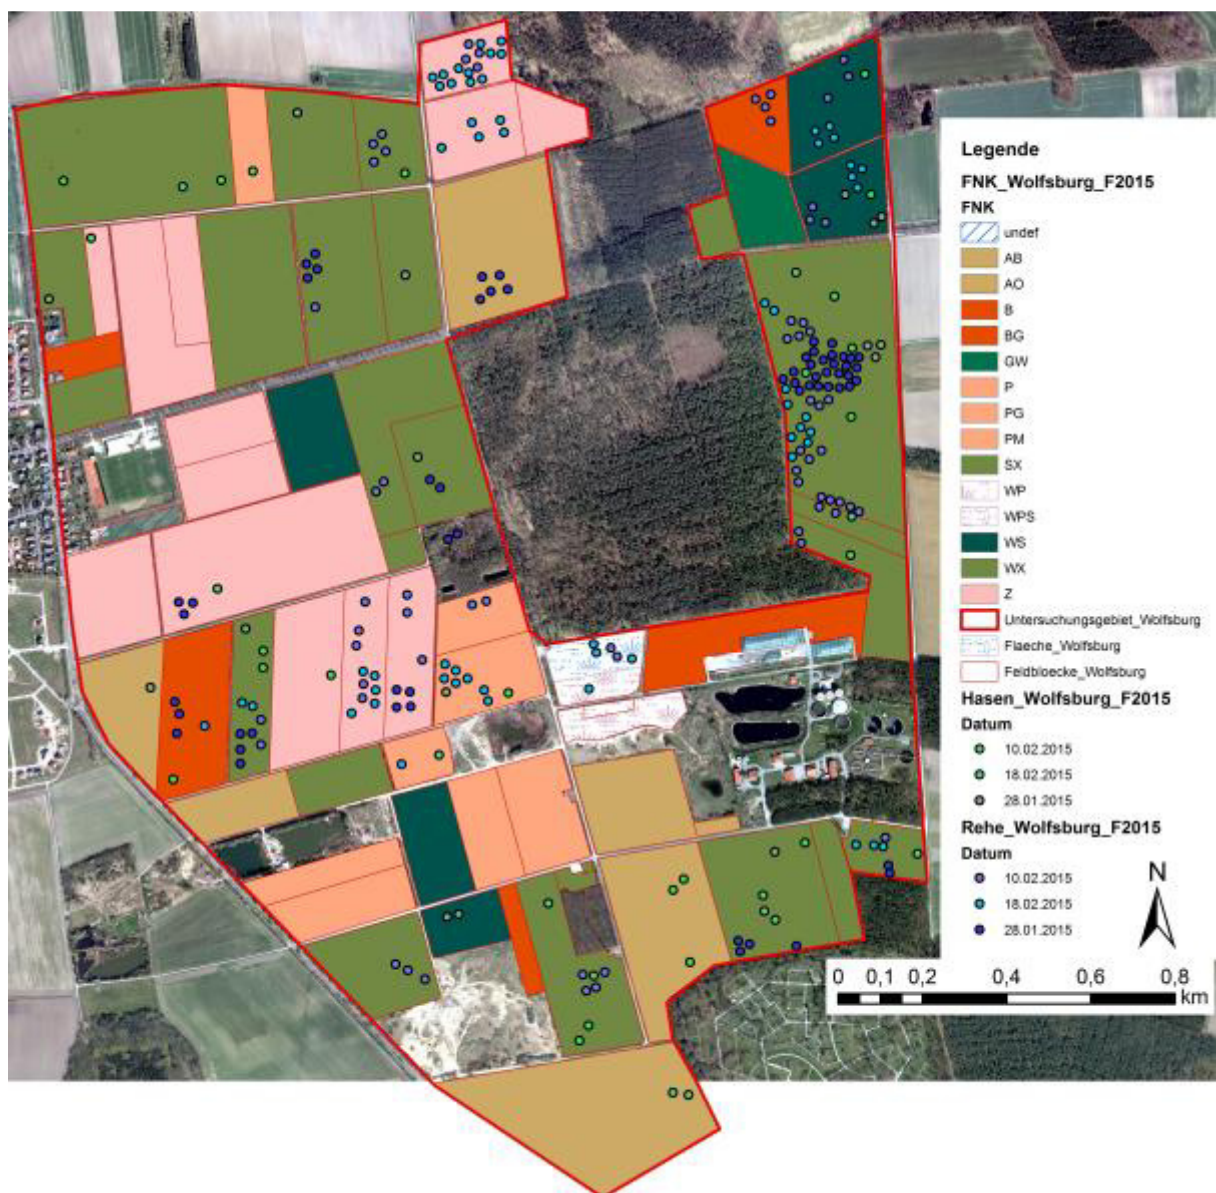 Legende
FNK_Wolfsburg_F2015
FNK
undef
AB
AO
B
BG
GW
P
PG
PM
SX
WP
WPS
WS
WX
Z
Untersuchungsgebiet_Wolfsburg
Flaeche_Wolfsburg
Feldbloecke_Wolfsburg
Hasen_Wolfsburg_F2015
Datum
10.02.2015
18.02.2015
28.01.2015
Rehe_Wolfsburg_F2015
Datum
10.02.2015
18.02.2015
28.01.2015
N
0 0,1 0,2 0,4 0,6 0,8
km